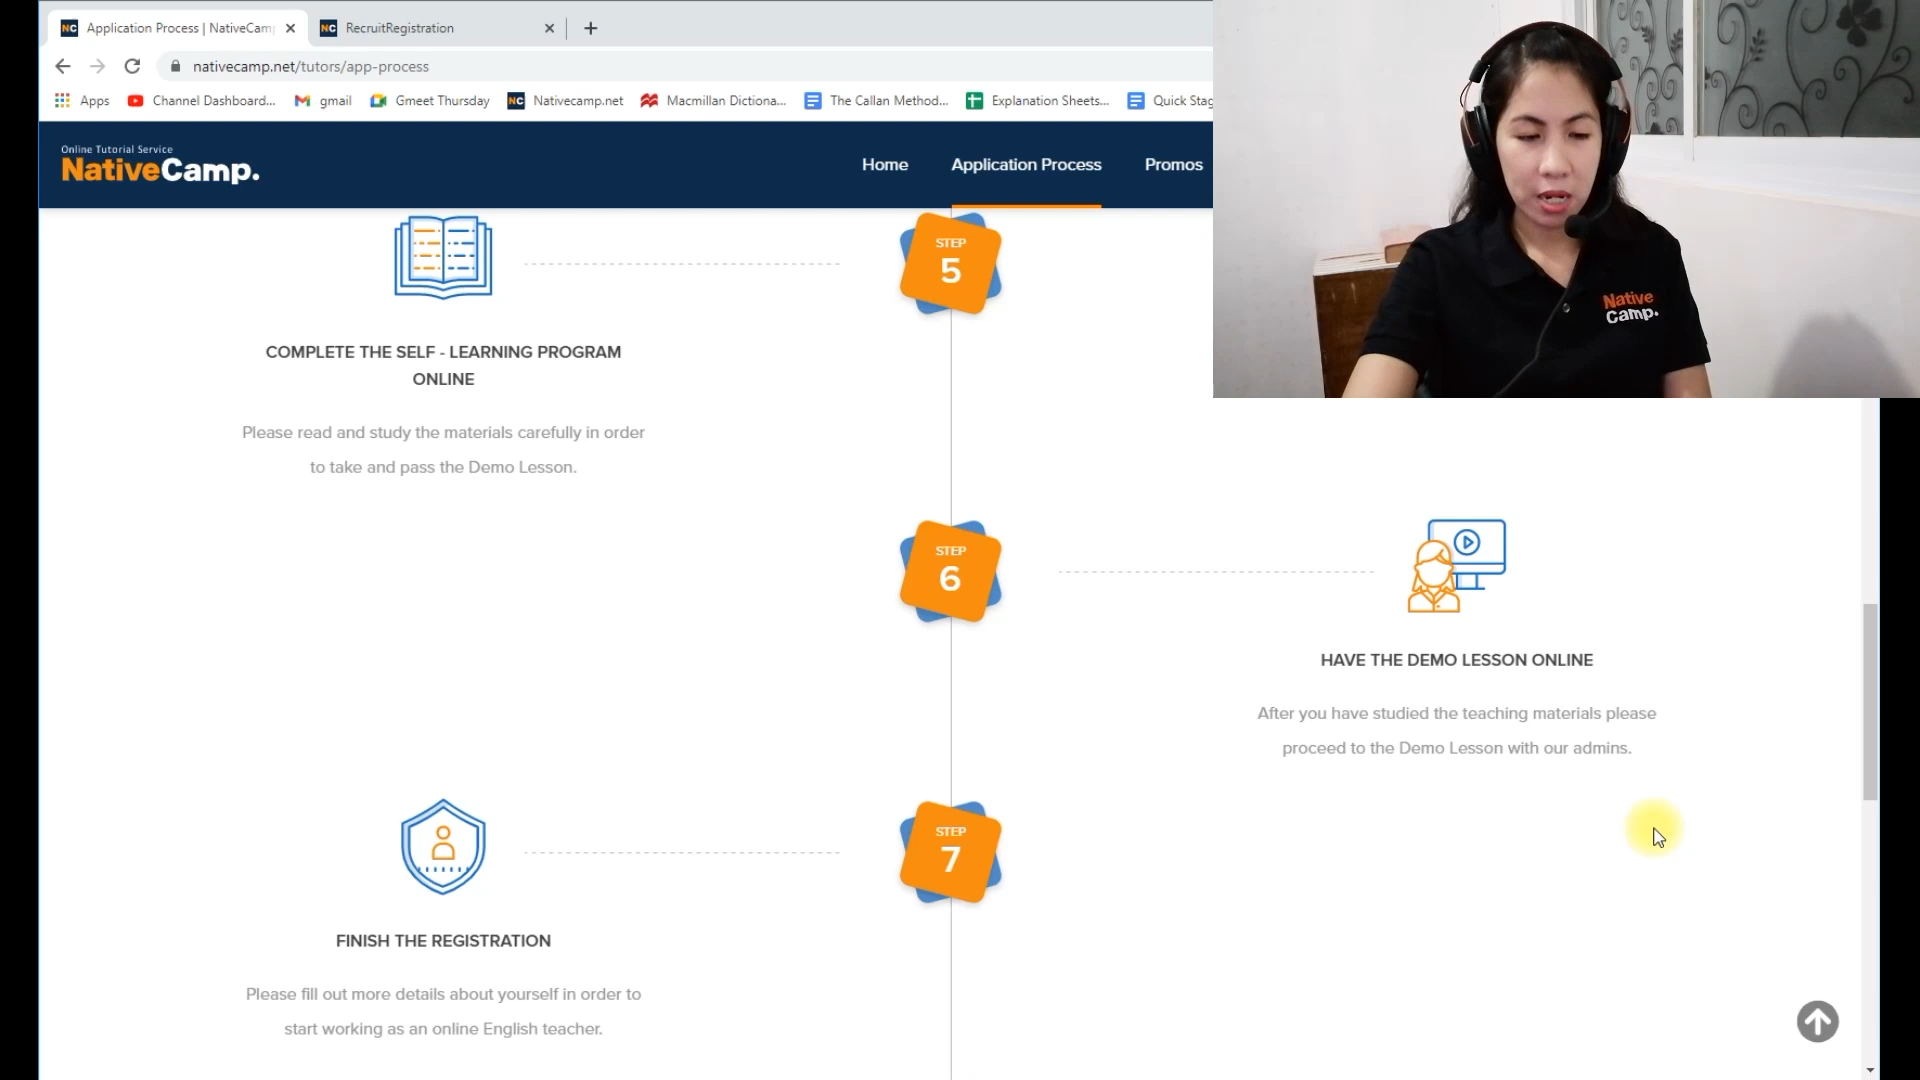 Application Process | NativeCam
RecruitRegistration
nativecamp.net/tutors/app-process
Apps
Channel Dashboard...
gmail
Gmeet Thursday
NC
Nativecamp.net
Macmillan Dictiona...
The Callan Method...
Explanation Sheets...
Quick Stag
Online Tutorial Service
NativeCamp.
Home
Application Process
Promos
Native
Camp.
STEP
5
COMPLETE THE SELF - LEARNING PROGRAM
ONLINE
Please read and study the materials carefully in order
to take and pass the Demo Lesson.
STEP
6
HAVE THE DEMO LESSON ONLINE
After you have studied the teaching materials please
proceed to the Demo Lesson with our admins.
STEP
7
FINISH THE REGISTRATION
Please fill out more details about yourself in order to
start working as an online English teacher.